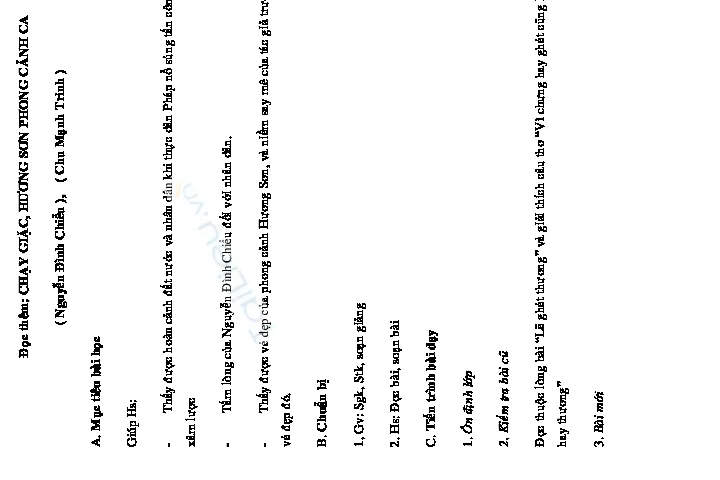 Đọc thêm: CHẠY GIẶC, HƯƠNG SƠN PHONG CẢNH CA
( Nguyễn Đình Chiểu ), ( Chu Mạnh Trinh )
A. Mục tiêu bài học
Giúp Hs:
- Thấy được hoàn cảnh đất nước và nhân dân khi thực dân Pháp nổ súng tấn
xâm lược
- Tấm lòng của Nguyễn Đình Chiểu đối với nhân dân.
- Thấy được vẻ đẹp của phong cảnh Hương Sơn, và niềm say mê của tác giả
vẻ đẹp đó.
B. Chuẩn bị
1. Gv: Sgk, Stk, soạn giảng
2. Hs: Đọc bài, soạn bài
C. Tiến trình bài dạy
1. Ổn định lớp
2. Kiểm tra bài cũ
Đọc thuộc lòng bài “Lẽ ghét thương” và giải thích câu thơ “Vì chưng hay ghét cũng
hay thương”
3. Bài mới
TaiLieu.vn